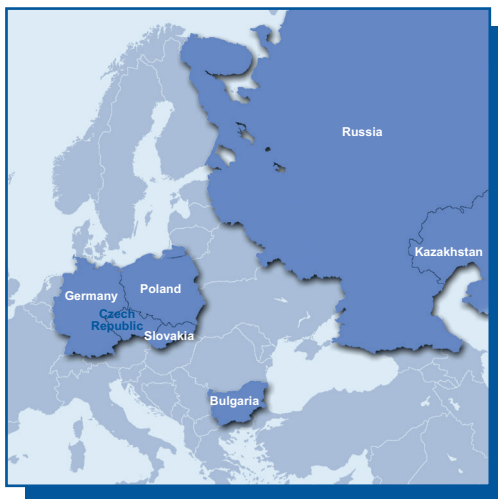 Russia
Kazakhstan
Germany
Poland
Czech
Republic
Slovakia
Bulgaria